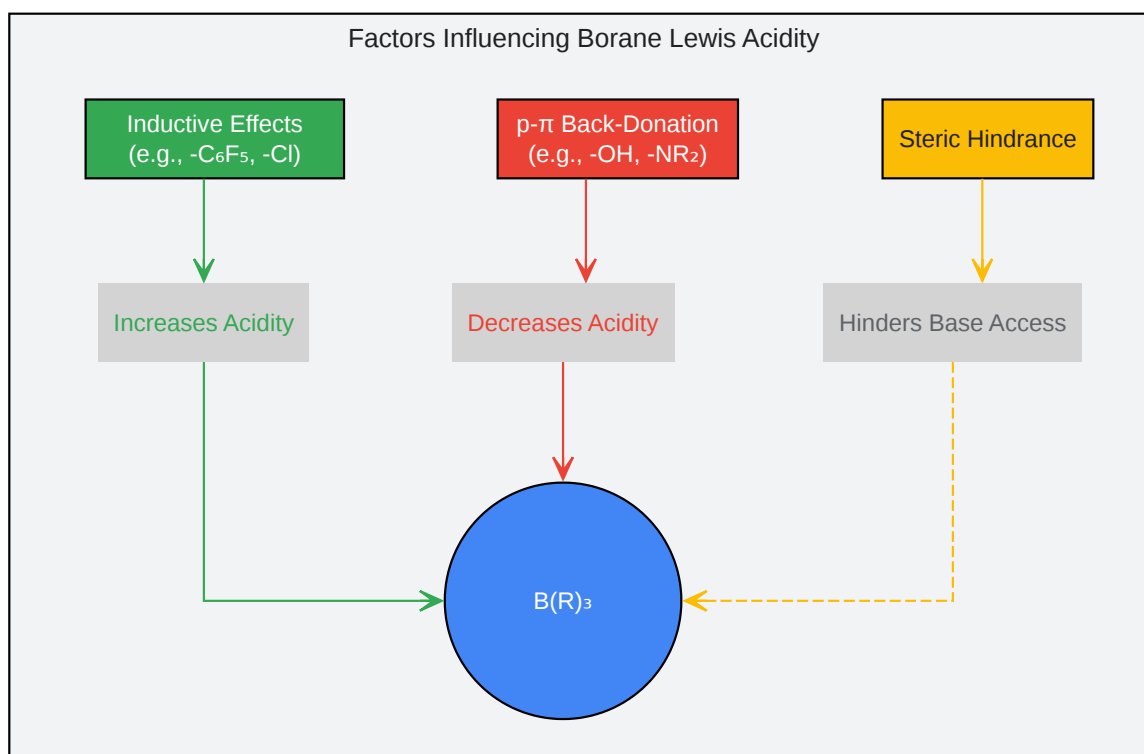 Factors Influencing Borane Lewis Acidity
Inductive Effects
(e.g., -C₆F₅, -Cl)
p-π Back-Donation
(e.g., -OH, -NR₂)
Steric Hindrance
Increases Acidity
Decreases Acidity
Hinders Base Access
B(R)₃